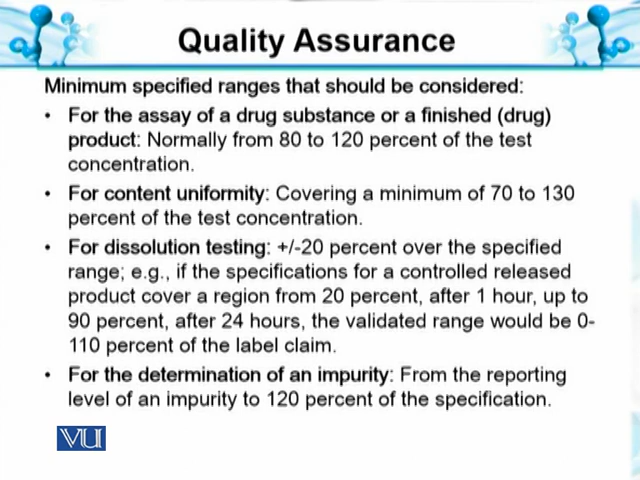 Quality Assurance
Minimum specified ranges that should be considered:
• For the assay of a drug substance or a finished (drug)
product: Normally from 80 to 120 percent of the test
concentration.
• For content uniformity: Covering a minimum of 70 to 130
percent of the test concentration.
• For dissolution testing: +/-20 percent over the specified
range; e.g., if the specifications for a controlled released
product cover a region from 20 percent, after 1 hour, up to
90 percent, after 24 hours, the validated range would be 0-
110 percent of the label claim.
• For the determination of an impurity: From the reporting
level of an impurity to 120 percent of the specification.
VU